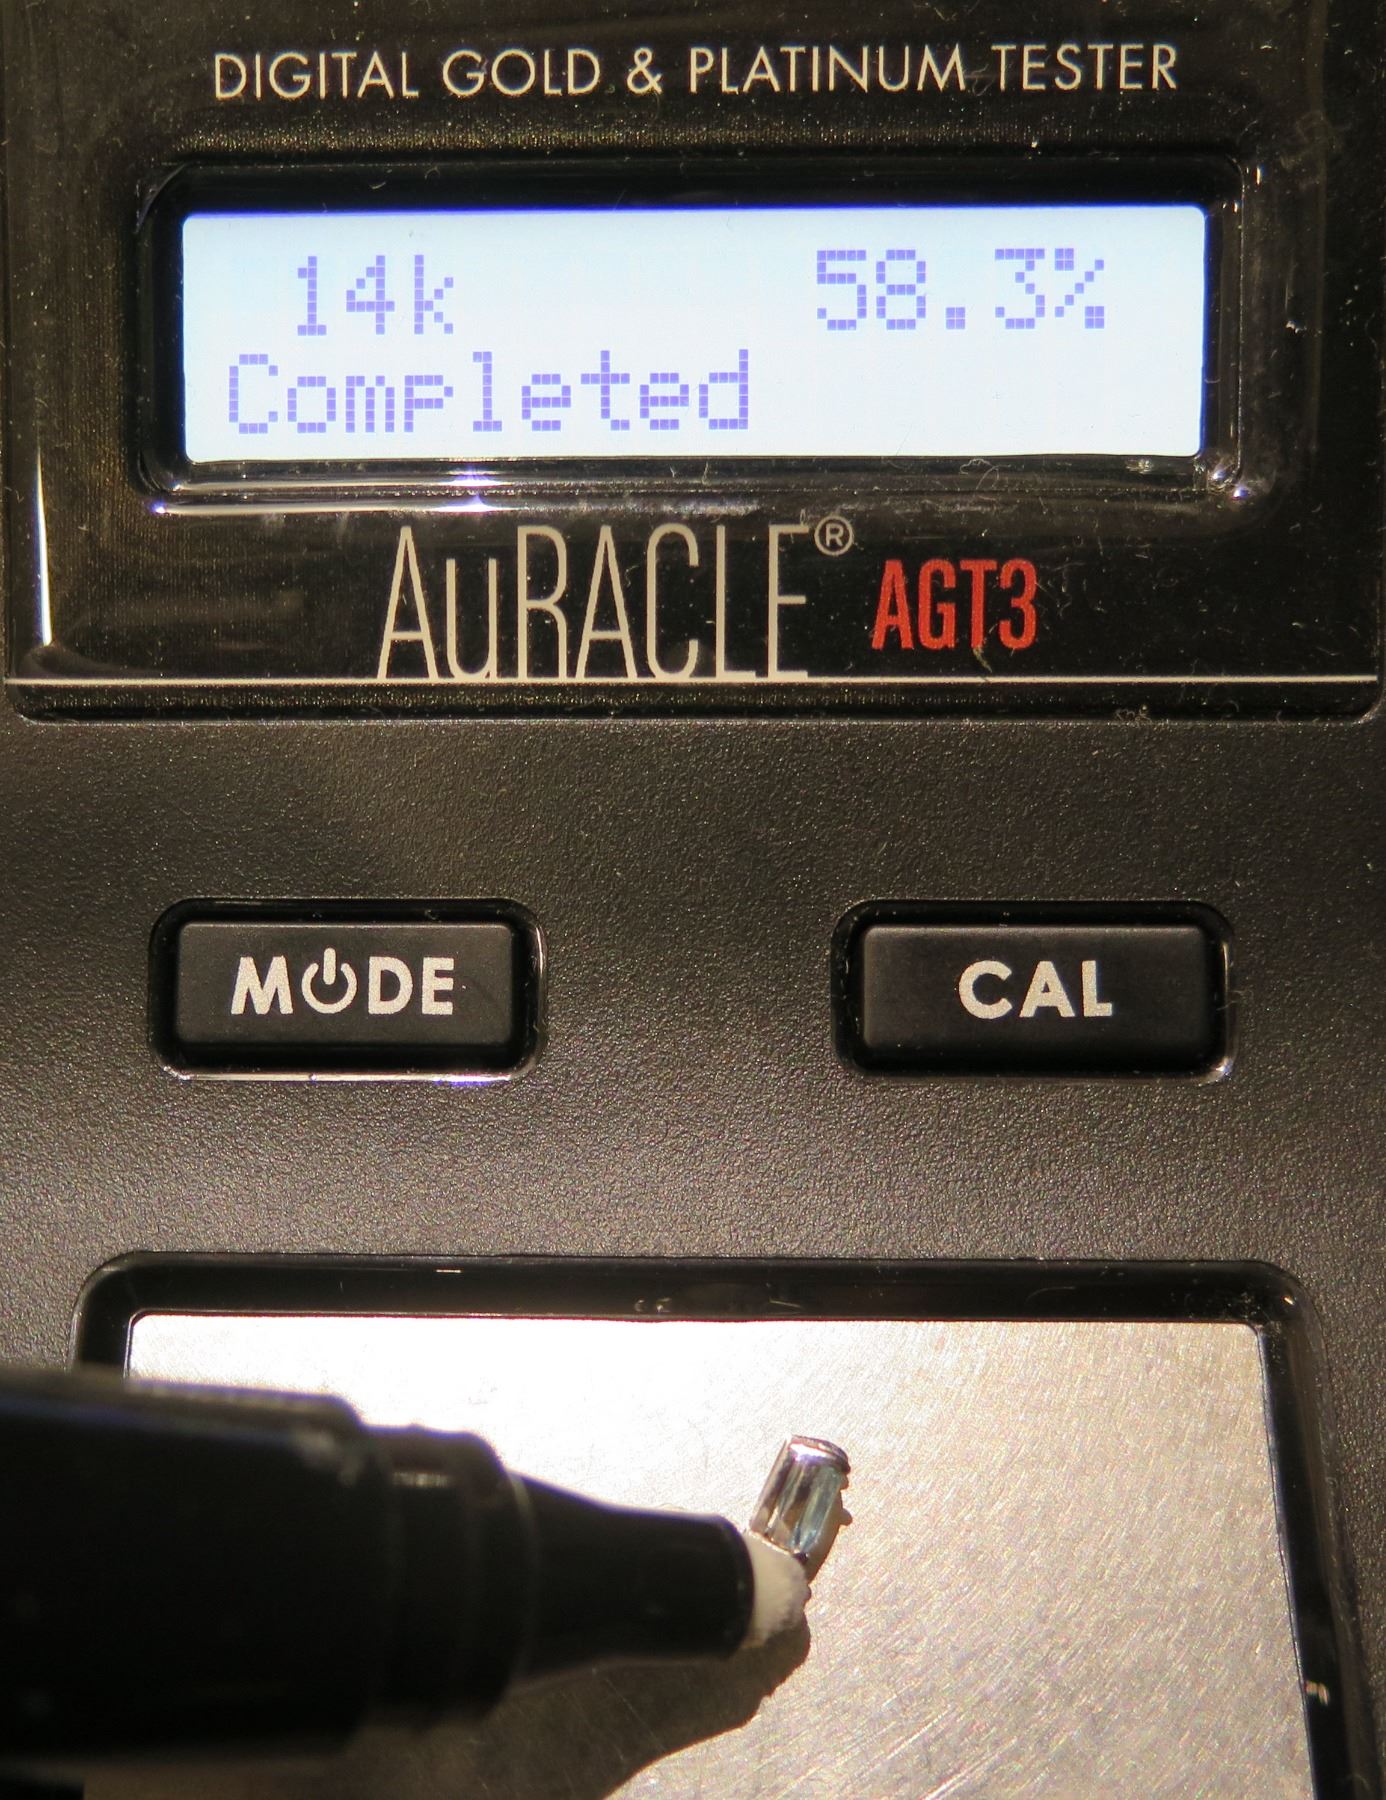 DIGITAL GOLD & PLATINUM TESTER
14k 58.3%
Completed
AuRACLE® AGT3
MODE CAL